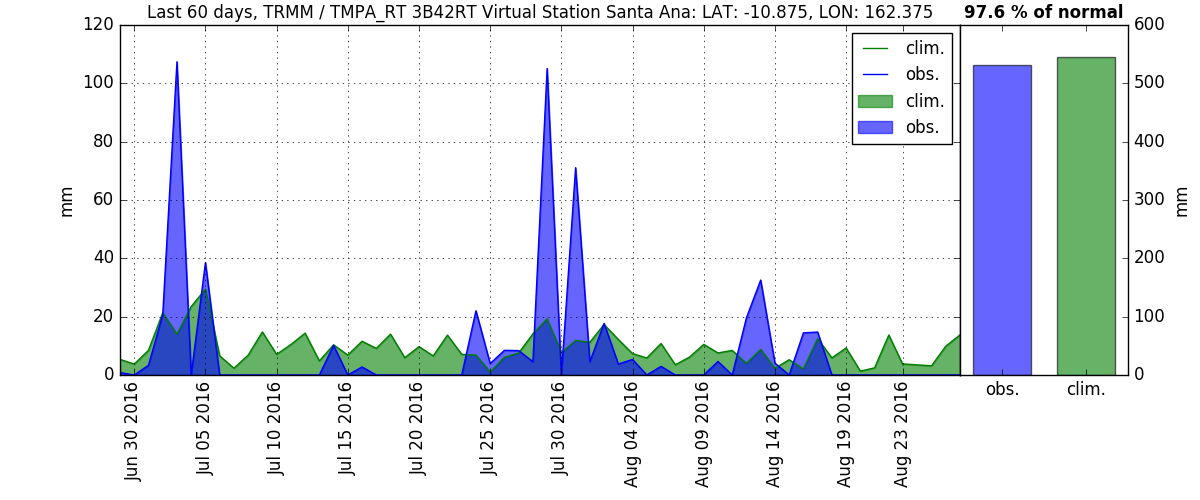 Last 60 days, TRMM / TMPA_RT 3B42RT Virtual Station Santa Ana: LAT: -10.875, LON: 162.375
97.6 % of normal
120
100
80
60
40
20
0
mm
clim.
obs.
clim.
obs.
600
500
400
300
200
100
0
mm
Jun 30 2016
Jul 05 2016
Jul 10 2016
Jul 15 2016
Jul 20 2016
Jul 25 2016
Jul 30 2016
Aug 04 2016
Aug 09 2016
Aug 14 2016
Aug 19 2016
Aug 23 2016
obs.
clim.